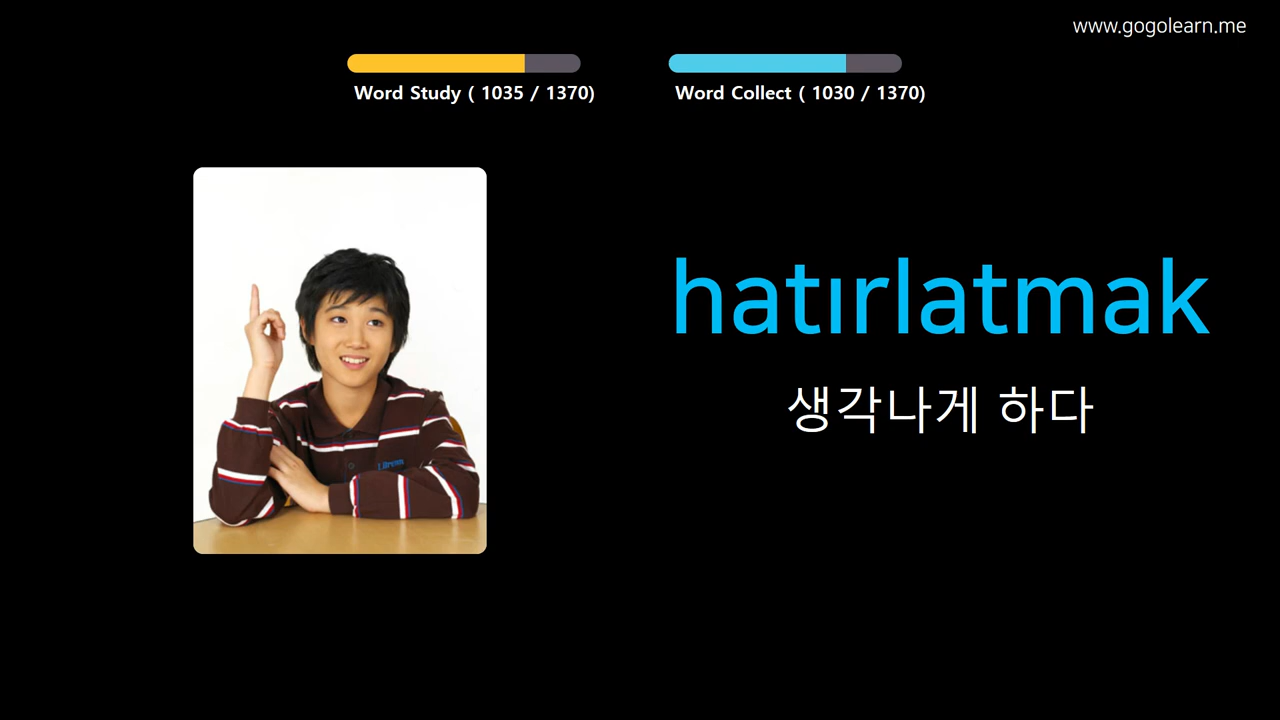 www.gogolearn.me
Word Study ( 1035 / 1370)
Word Collect ( 1030 / 1370)
hatırlatmak
생각나게 하다